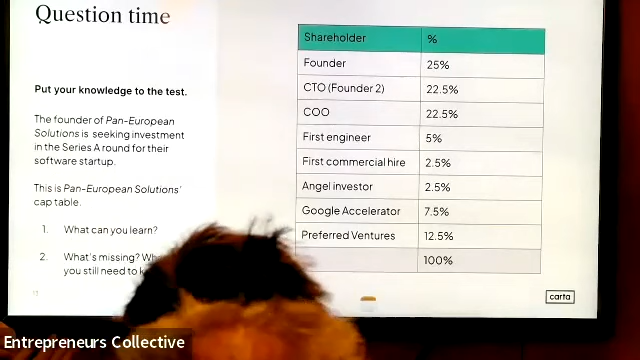 Question time
Put your knowledge to the test.
The founder of Pan-European
Solutions is seeking investment
in the Series A round for their
software startup.
This is Pan-European Solutions'
cap table.
1. What can you learn?
2. What's missing?
you still need to
Shareholder %
Founder 25%
CTO (Founder 2) 22.5%
COO 22.5%
First engineer 5%
First commercial hire 2.5%
Angel investor 2.5%
Google Accelerator 7.5%
Preferred Ventures 12.5%
100%
carta
Entrepreneurs Collective